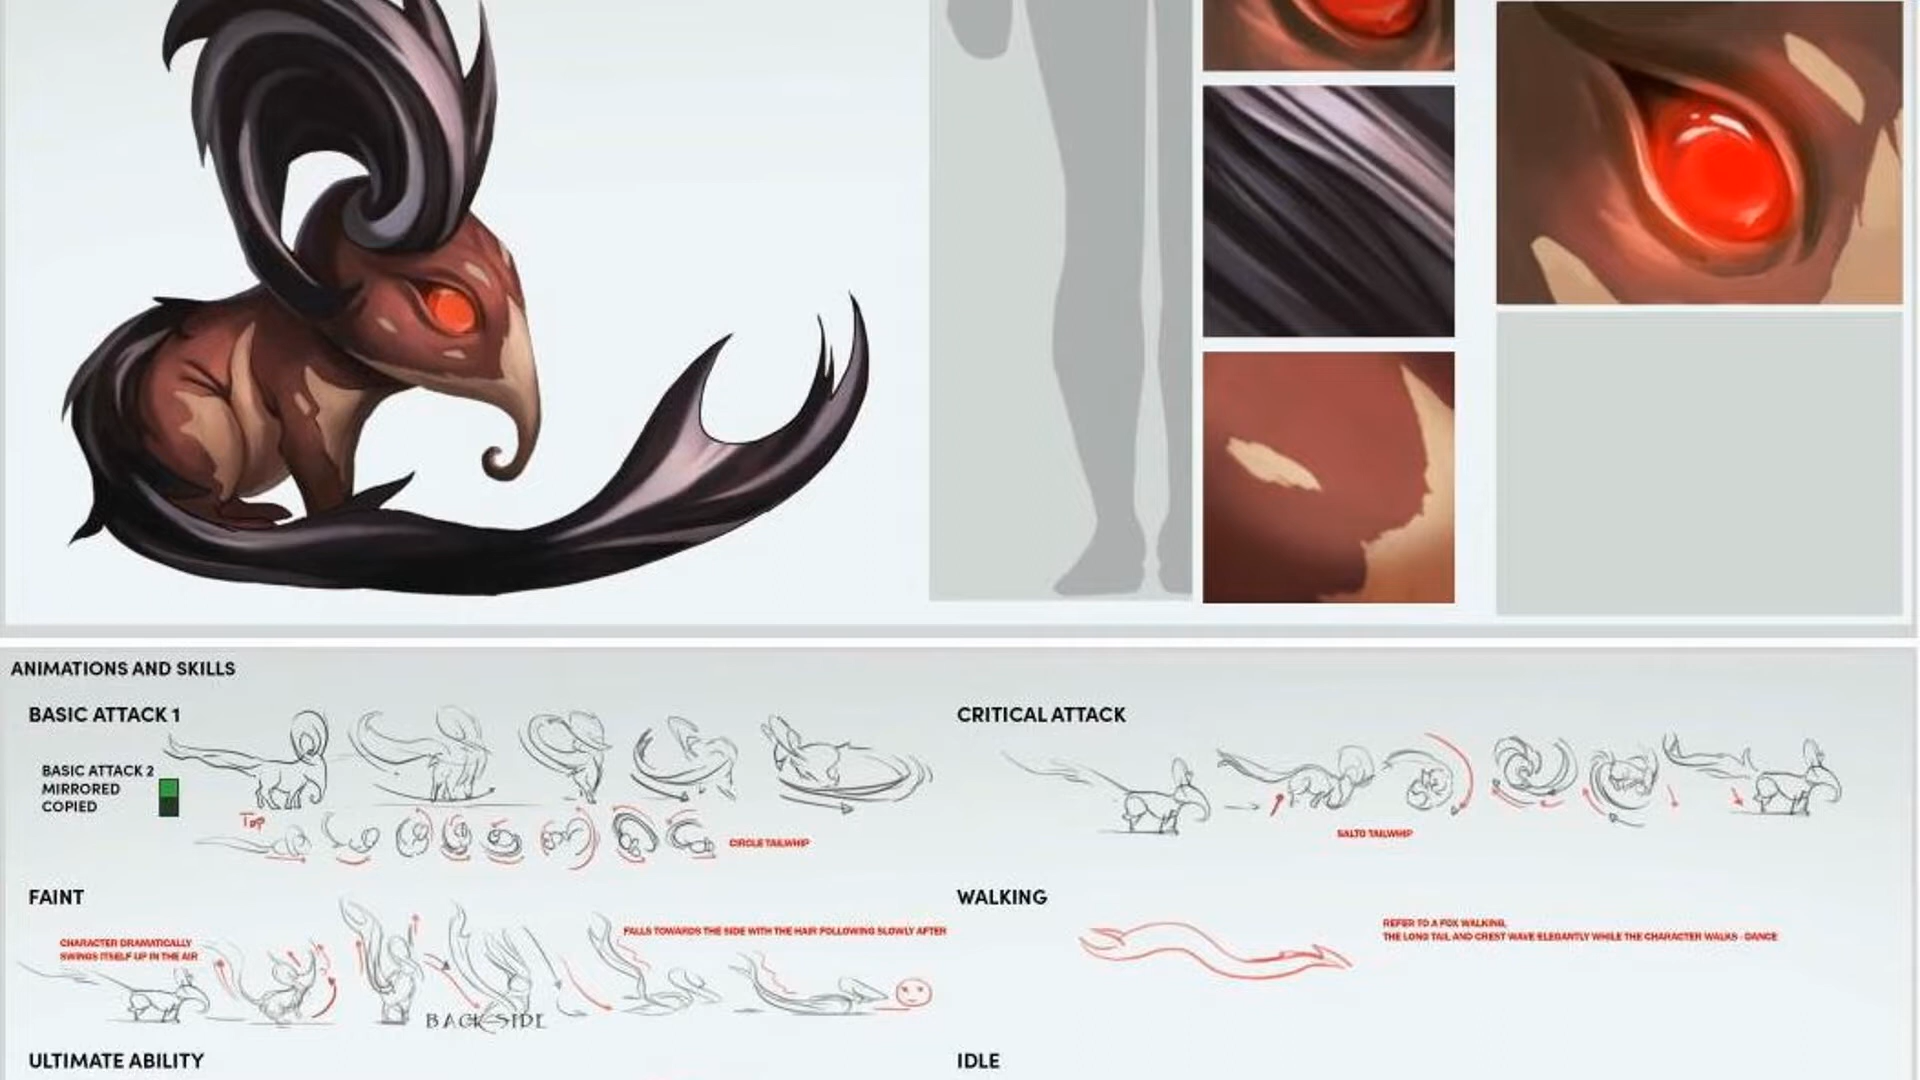 ANIMATIONS AND SKILLS
BASIC ATTACK 1
BASIC ATTACK 2
MIRRORED
COPIED
TOP
CIRCLE TAILWHIP
CRITICAL ATTACK
SALTO TAILWHIP
FAINT
CHARACTER DRAMATICALLY
SWINGS ITSELF UP IN THE AIR
FALLS TOWARDS THE SIDE WITH THE HAIR FOLLOWING SLOWLY AFTER
BACK SIDE
WALKING
REFER TO A FOX WALKING,
THE LONG TAIL AND CREST WAVE ELEGANTLY WHILE THE CHARACTER WALKS - DANCE
ULTIMATE ABILITY
IDLE